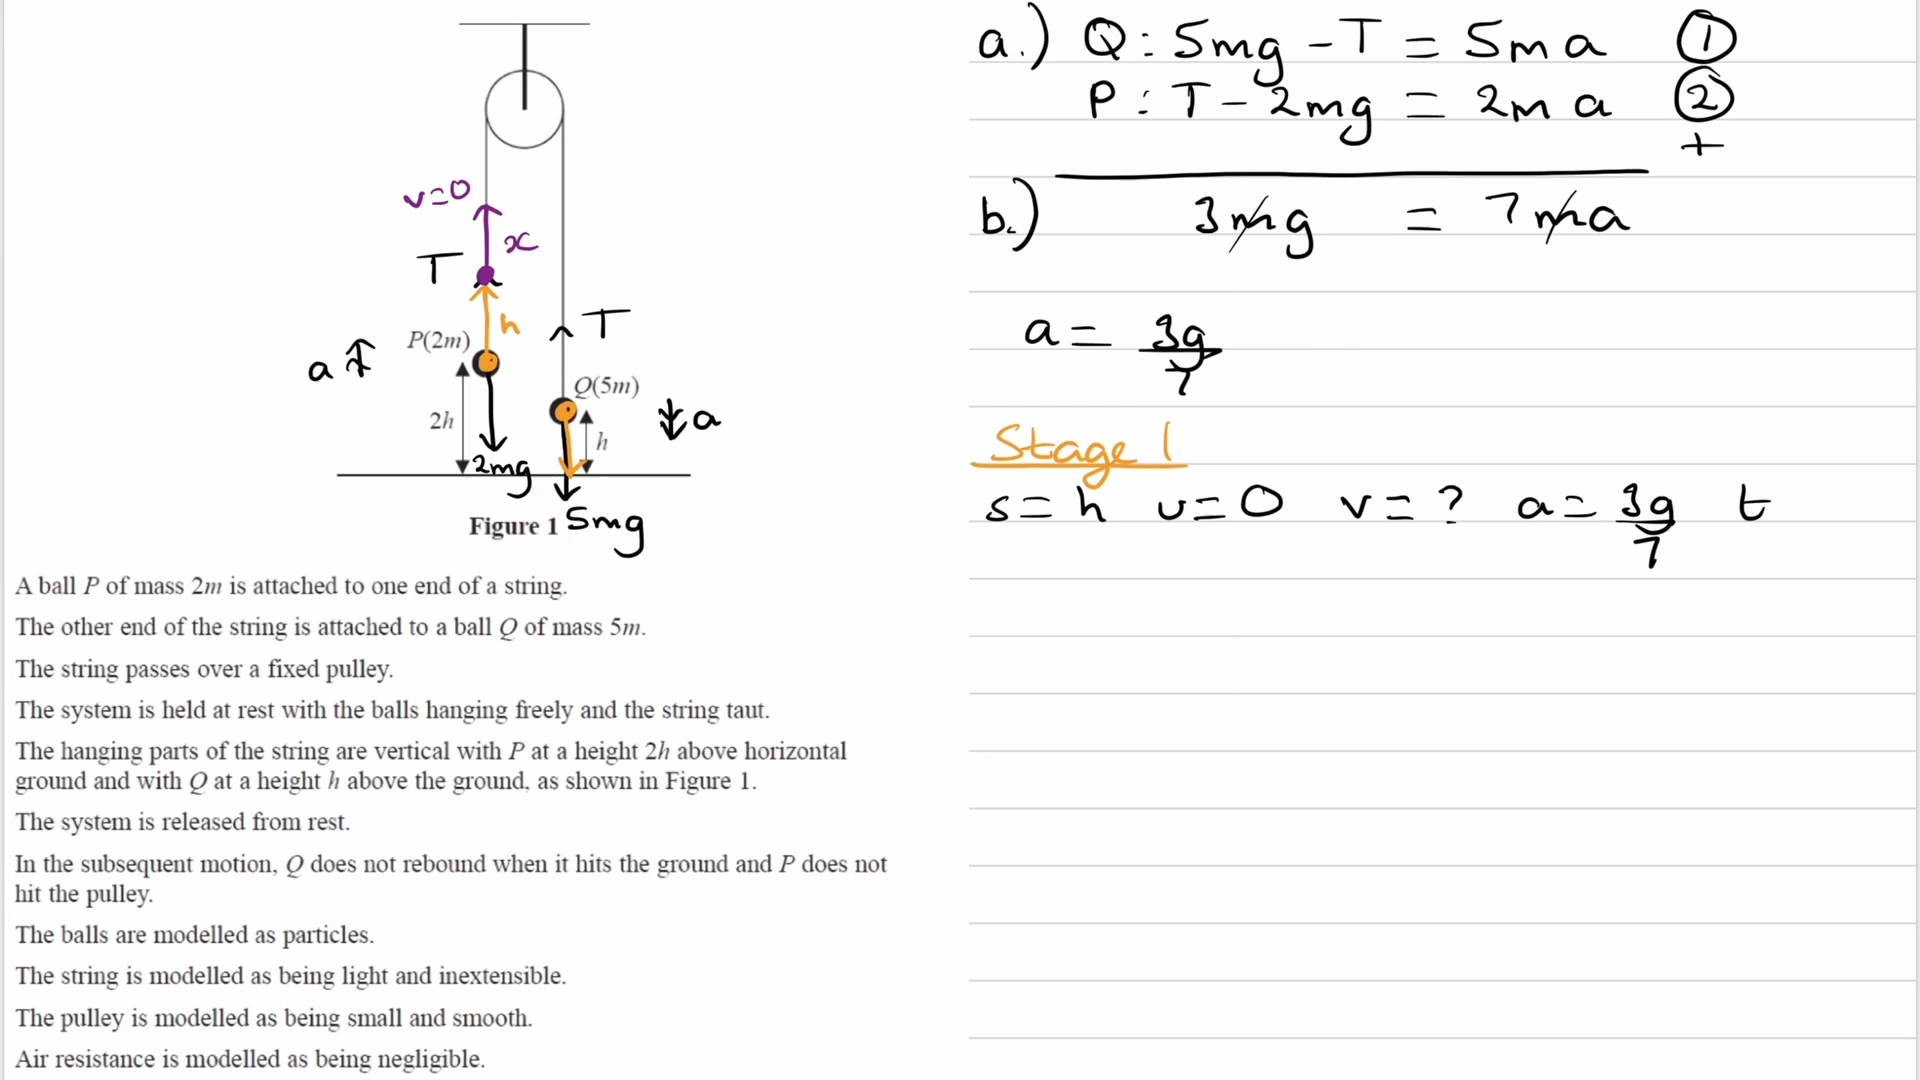 v=0
x
T
h
T
P(2m)
a
Q(5m)
a
2h
h
2mg
Figure 1
5mg
A ball P of mass 2m is attached to one end of a string.
The other end of the string is attached to a ball Q of mass 5m.
The string passes over a fixed pulley.
The system is held at rest with the balls hanging freely and the string taut.
The hanging parts of the string are vertical with P at a height 2h above horizontal
ground and with Q at a height h above the ground, as shown in Figure 1.
The system is released from rest.
In the subsequent motion, Q does not rebound when it hits the ground and P does not
hit the pulley.
The balls are modelled as particles.
The string is modelled as being light and inextensible.
The pulley is modelled as being small and smooth.
Air resistance is modelled as being negligible.
a.) Q: 5mg - T = 5ma ①
P: T - 2mg = 2ma ②
+
b.) 3mg = 7ma
a = 3g/7
Stage 1
s = h u = 0 v = ? a = 3g/7 t